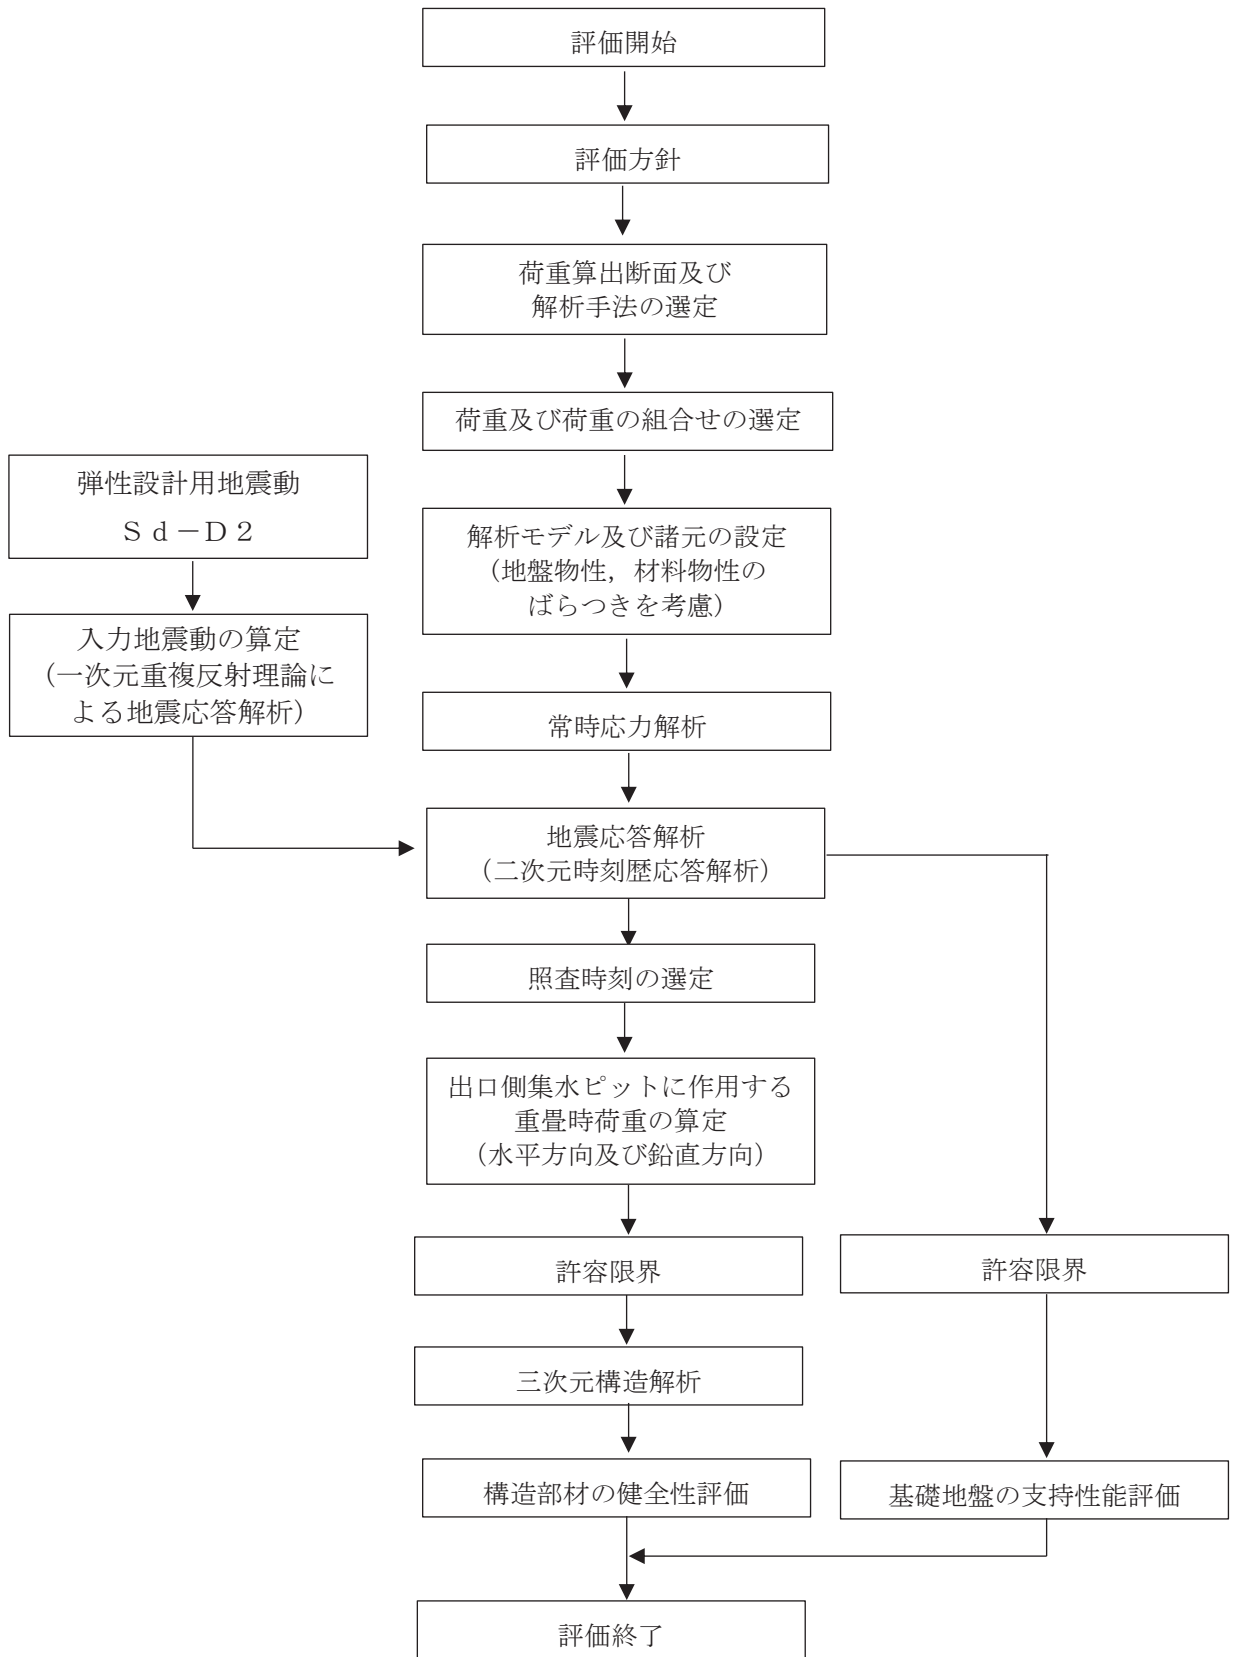 評価開始
評価方針
荷重算出断面及び
解析手法の選定
荷重及び荷重の組合せの選定
弾性設計用地震動
Ｓｄ－Ｄ２
解析モデル及び諸元の設定
（地盤物性，材料物性の
ばらつきを考慮）
入力地震動の算定
（一次元重複反射理論に
よる地震応答解析）
常時応力解析
地震応答解析
（二次元時刻歴応答解析）
照査時刻の選定
出口側集水ピットに作用する
重畳時荷重の算定
（水平方向及び鉛直方向）
許容限界
許容限界
三次元構造解析
構造部材の健全性評価
基礎地盤の支持性能評価
評価終了